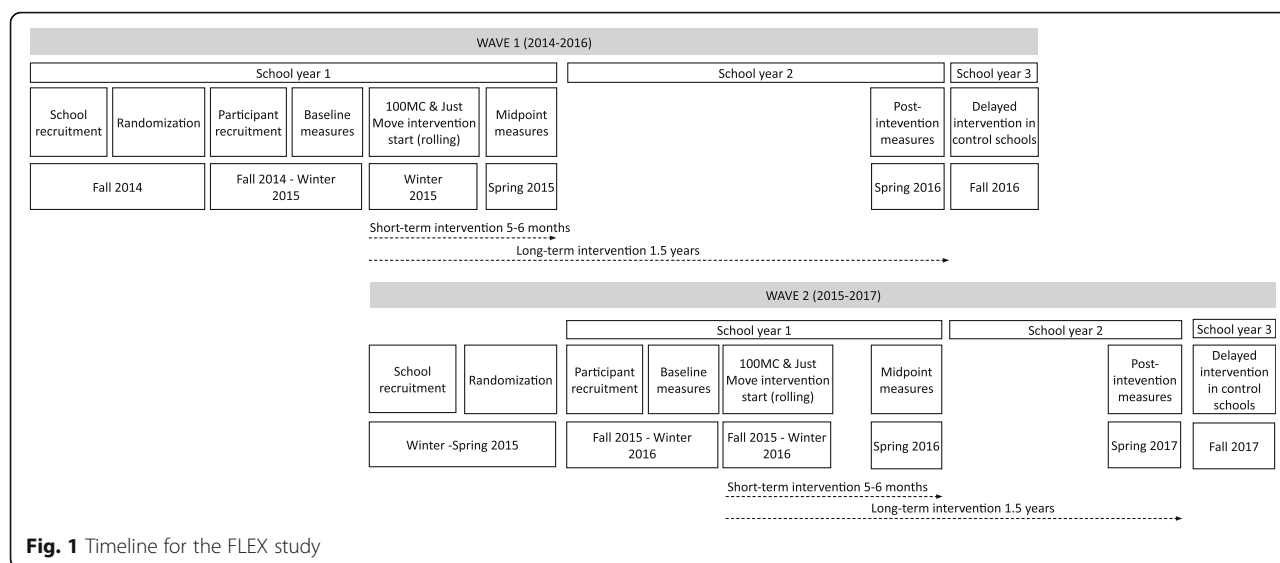 WAVE 1 (2014-2016)
School year 1
School year 2
School year 3
School
recruitment
Randomization
Participant
recruitment
Baseline
measures
100MC & Just
Move intervention
start (rolling)
Midpoint
measures
Post-
intevention
measures
Delayed
intervention in
control schools
Fall 2014
Fall 2014 - Winter
2015
Winter
2015
Spring 2015
Spring 2016
Fall 2016
Short-term intervention 5-6 months
Long-term intervention 1.5 years
WAVE 2 (2015-2017)
School year 1
School year 2
School year 3
School
recruitment
Randomization
Participant
recruitment
Baseline
measures
100MC & Just
Move intervention
start (rolling)
Midpoint
measures
Post-
intevention
measures
Delayed
intervention
in control
schools
Winter -Spring 2015
Fall 2015 - Winter
2016
Fall 2015 - Winter
2016
Spring 2016
Spring 2017
Fall 2017
Short-term intervention 5-6 months
Long-term intervention 1.5 years
Fig. 1 Timeline for the FLEX study